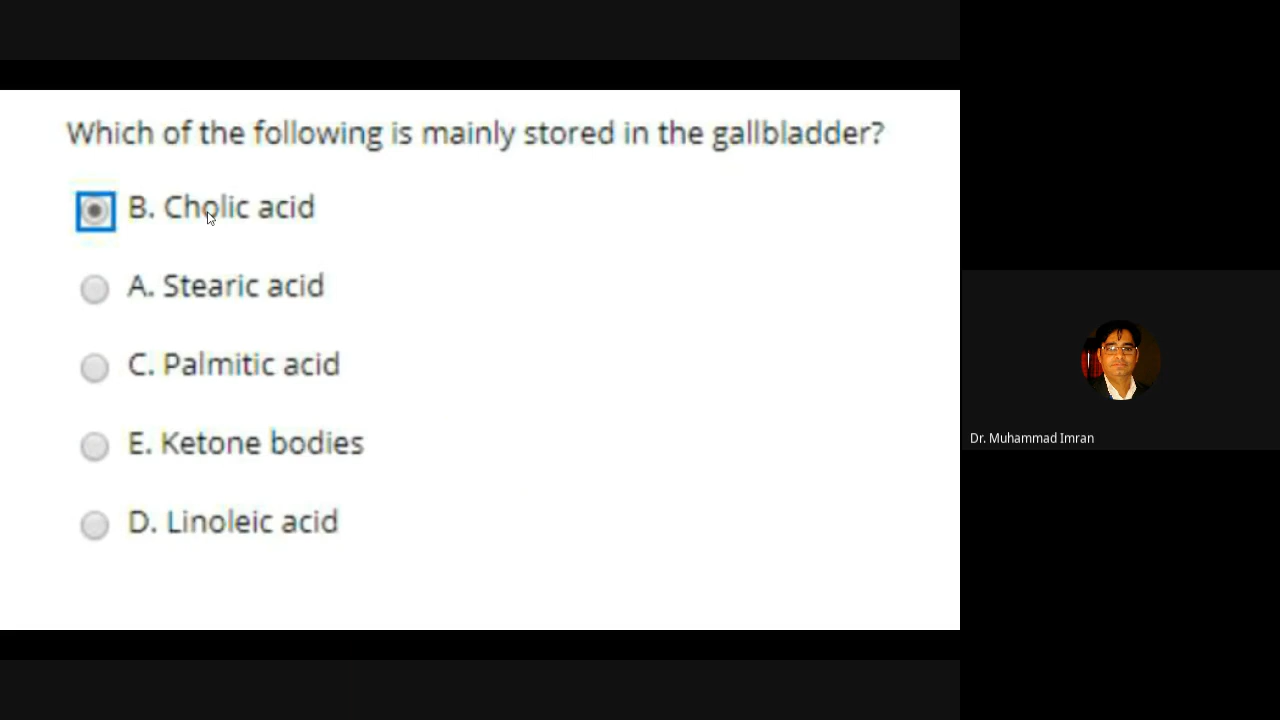 Which of the following is mainly stored in the gallbladder?
B. Cholic acid
A. Stearic acid
C. Palmitic acid
E. Ketone bodies
D. Linoleic acid
Dr. Muhammad Imran